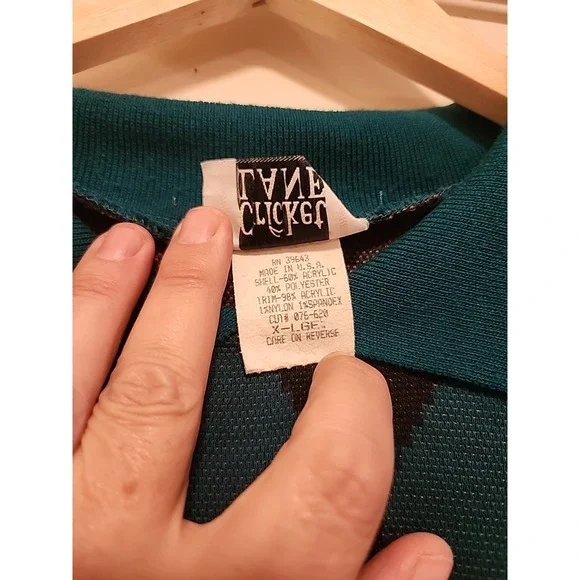 Cricket
LANE
RN 39643
MADE IN U.S.A.
SHELL-60% ACRYLIC
40% POLYESTER
TRIM-98% ACRYLIC
1%NYLON 1%SPANDEX
CUT# 076-620
X-LGE
CARE ON REVERSE